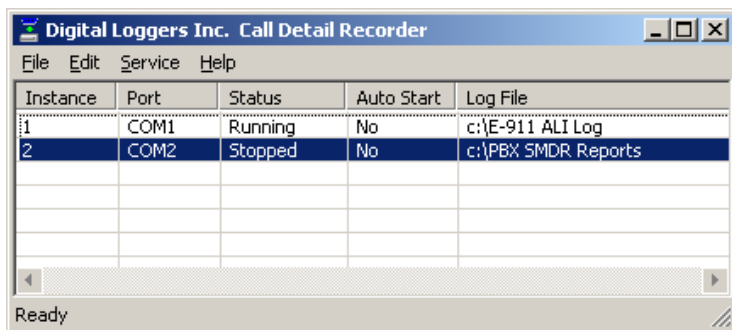 Digital Loggers Inc. Call Detail Recorder
File Edit Service Help
Instance Port Status Auto Start Log File
1 COM1 Running No c:\E-911 ALI Log
2 COM2 Stopped No c:\PBX SMDR Reports
Ready